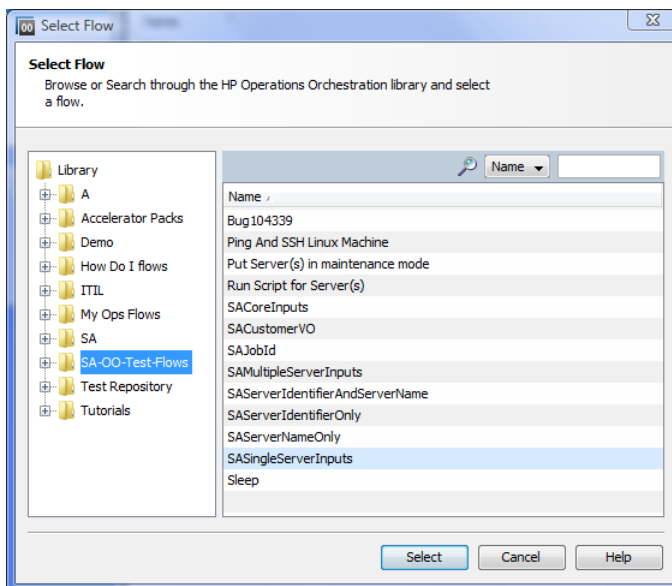 OO Select Flow
Select Flow
Browse or Search through the HP Operations Orchestration library and select
a flow.
Library
A
Accelerator Packs
Demo
How Do I flows
ITIL
My Ops Flows
SA
SA-OO-Test-Flows
Test Repository
Tutorials
Name
Name
Bug104339
Ping And SSH Linux Machine
Put Server(s) in maintenance mode
Run Script for Server(s)
SACoreInputs
SACustomerVO
SAJobId
SAMultipleServerInputs
SAServerIdentifierAndServerName
SAServerIdentifierOnly
SAServerNameOnly
SASingleServerInputs
Sleep
Select Cancel Help